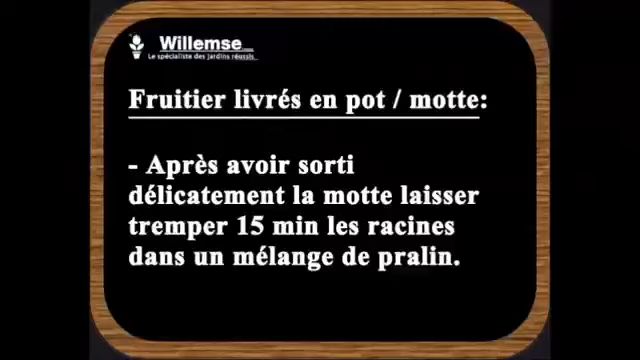 Willemse
Le spécialiste des jardins réussis
Fruitier livrés en pot / motte:
- Après avoir sorti
délicatement la motte laisser
tremper 15 min les racines
dans un mélange de pralin.